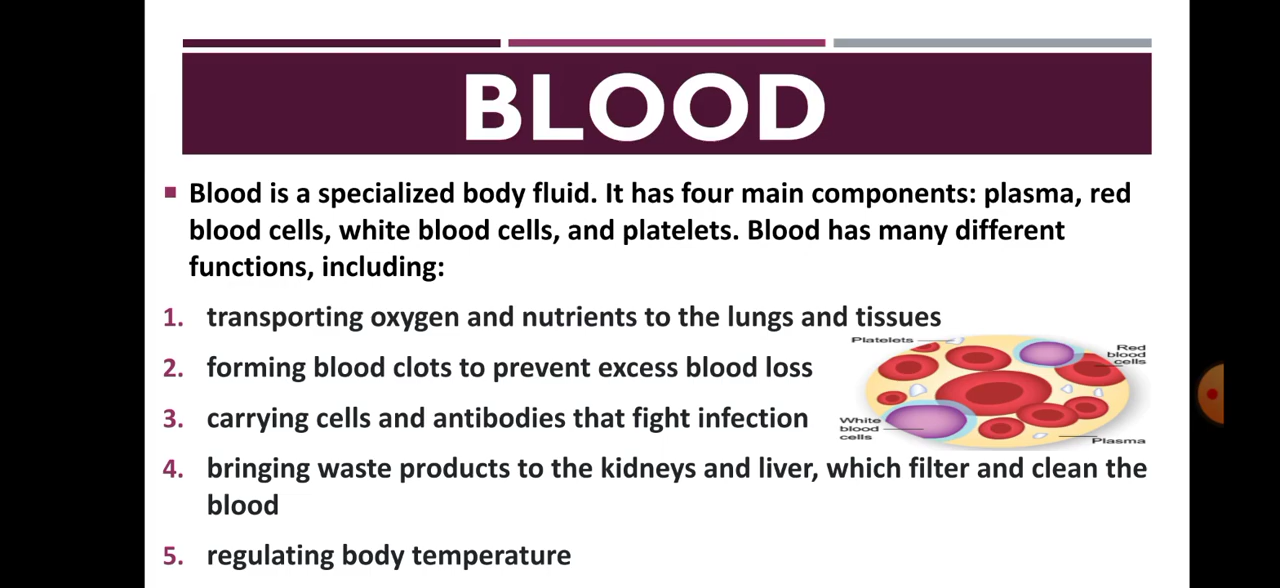 BLOOD
Blood is a specialized body fluid. It has four main components: plasma, red
blood cells, white blood cells, and platelets. Blood has many different
functions, including:
1. transporting oxygen and nutrients to the lungs and tissues
2. forming blood clots to prevent excess blood loss
3. carrying cells and antibodies that fight infection
4. bringing waste products to the kidneys and liver, which filter and clean the
blood
5. regulating body temperature
Platelets
Red
blood
cells
White
blood
cells
Plasma